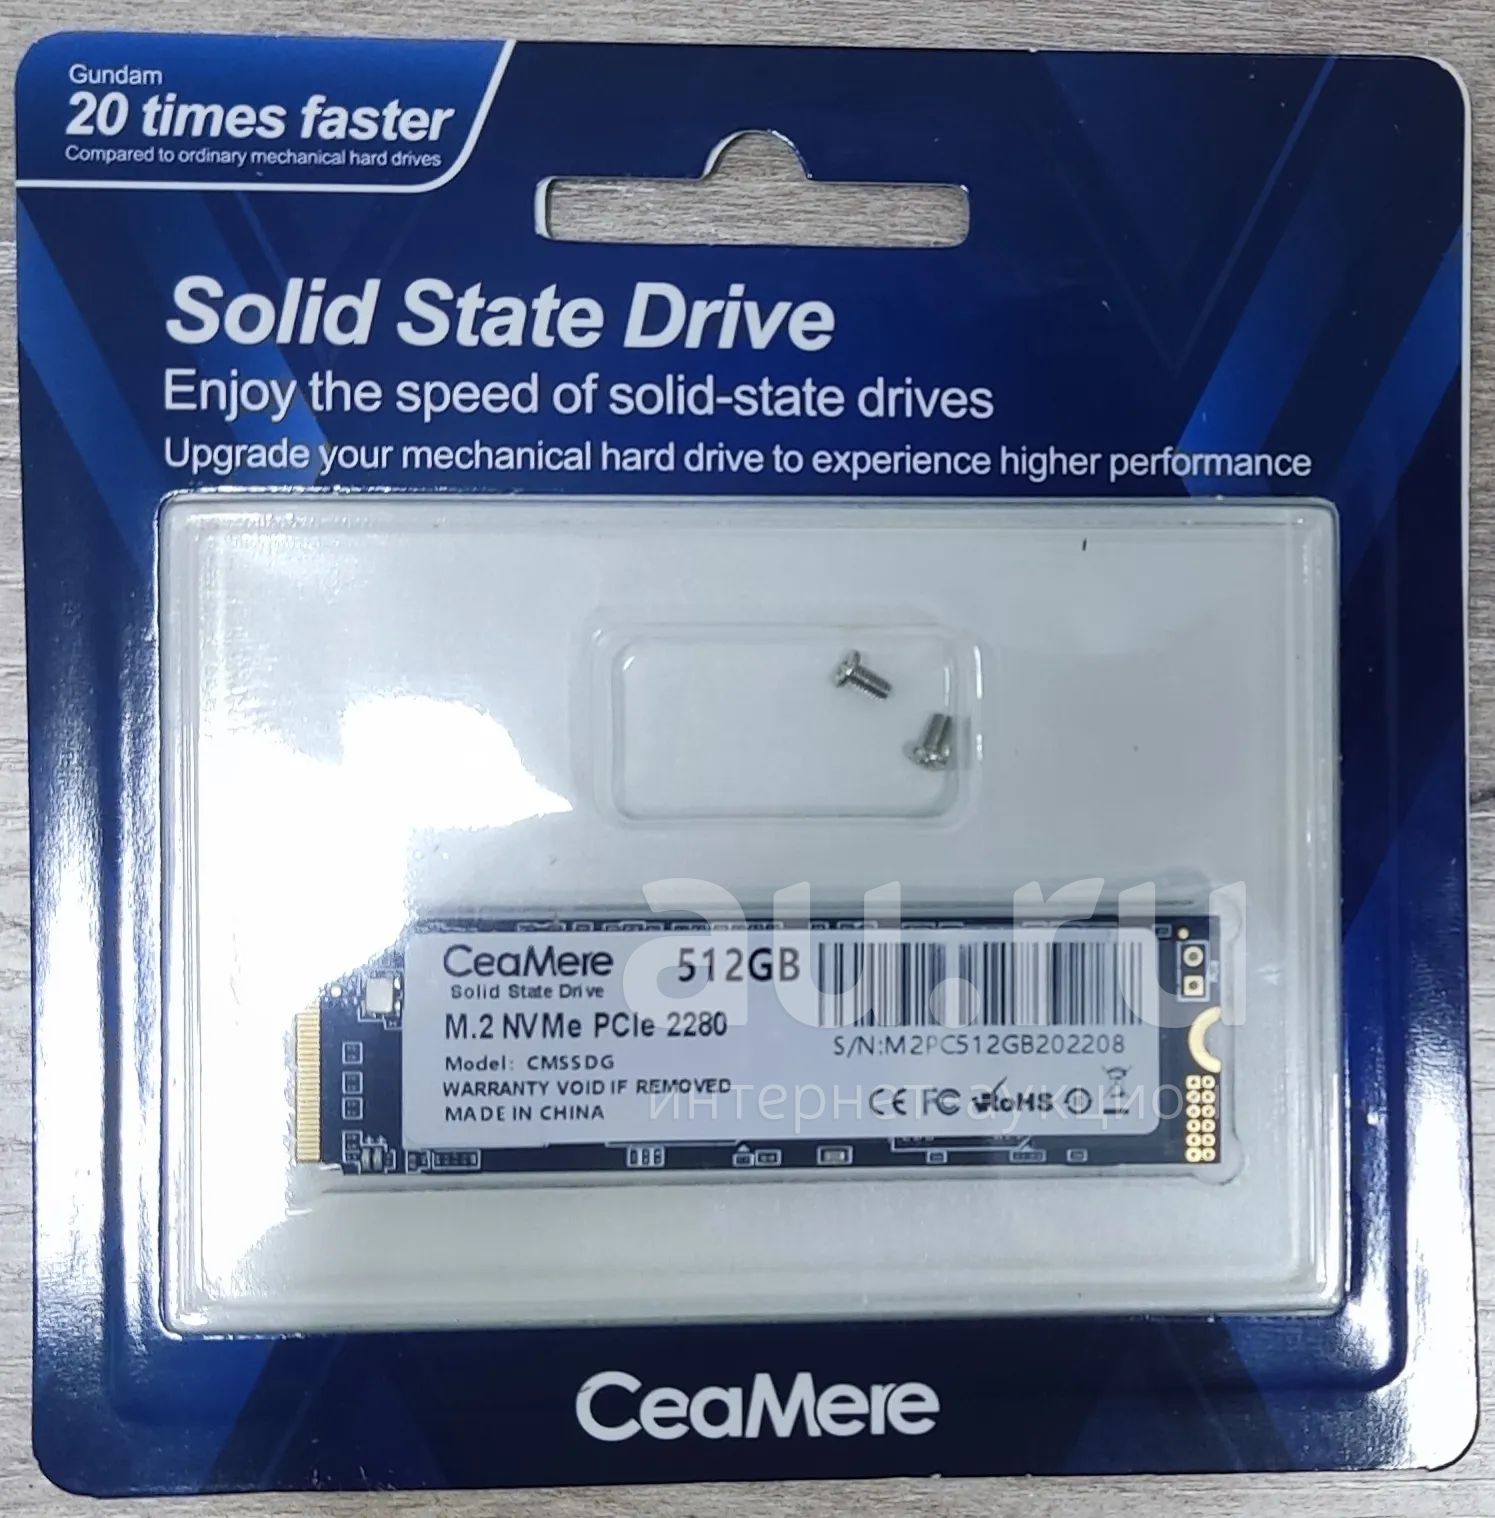 Gundam
20 times faster
Compared to ordinary mechanical hard drives
Solid State Drive
Enjoy the speed of solid-state drives
Upgrade your mechanical hard drive to experience higher performance
CeaMere 512GB
Solid State Drive
M.2 NVMe PCIe 2280
Model: CMSSDG
WARRANTY VOID IF REMOVED
MADE IN CHINA
S/N:M2PC512GB202208
CE FC RoHS
au.ru
интернет-аукцион
CeaMere